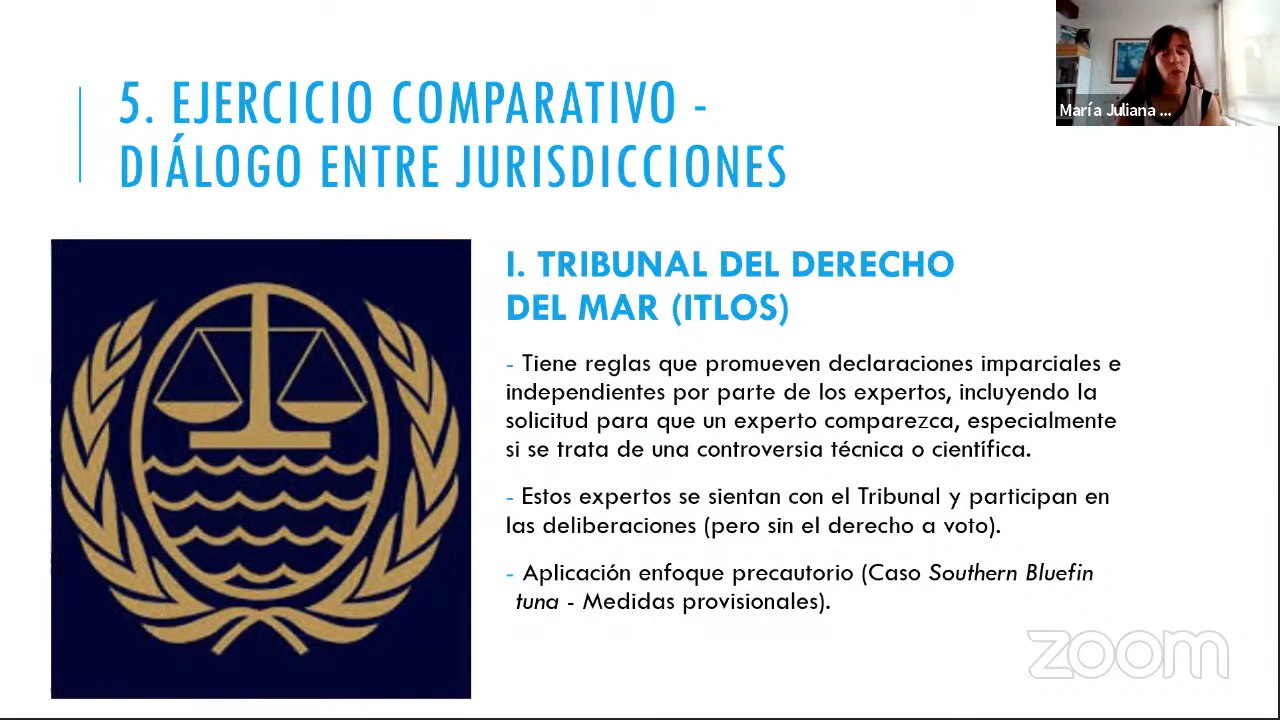 5. EJERCICIO COMPARATIVO -
DIÁLOGO ENTRE JURISDICCIONES
María Juliana ...
I. TRIBUNAL DEL DERECHO
DEL MAR (ITLOS)
- Tiene reglas que promueven declaraciones imparciales e
independientes por parte de los expertos, incluyendo la
solicitud para que un experto comparezca, especialmente
si se trata de una controversia técnica o científica.
- Estos expertos se sientan con el Tribunal y participan en
las deliberaciones (pero sin el derecho a voto).
- Aplicación enfoque precautorio (Caso Southern Bluefin
tuna - Medidas provisionales).
zoom